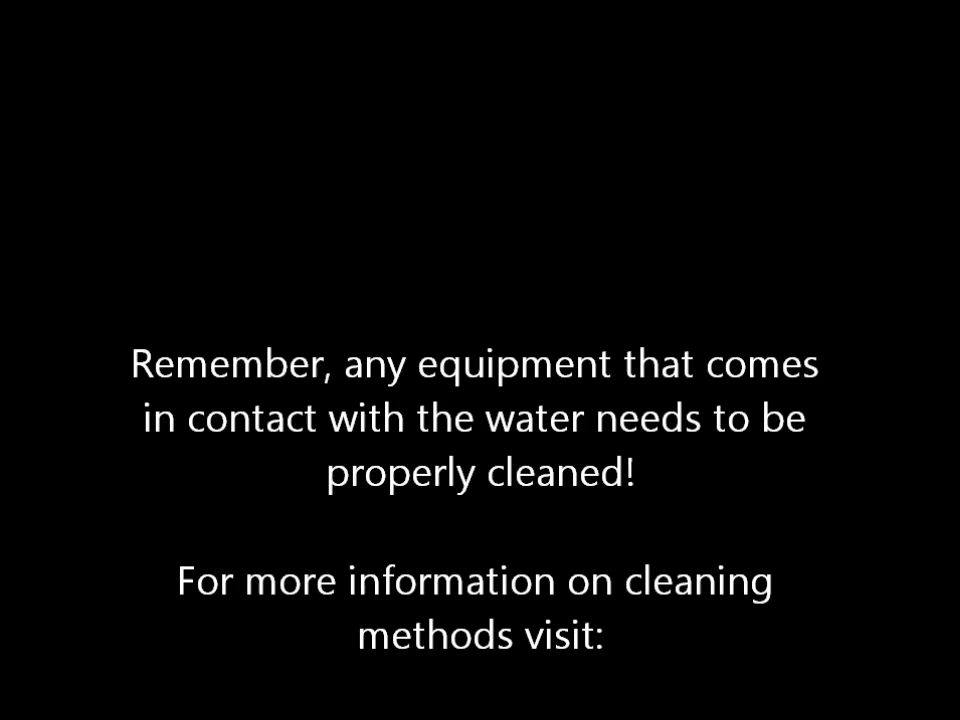 Remember, any equipment that comes
in contact with the water needs to be
properly cleaned!
For more information on cleaning
methods visit: